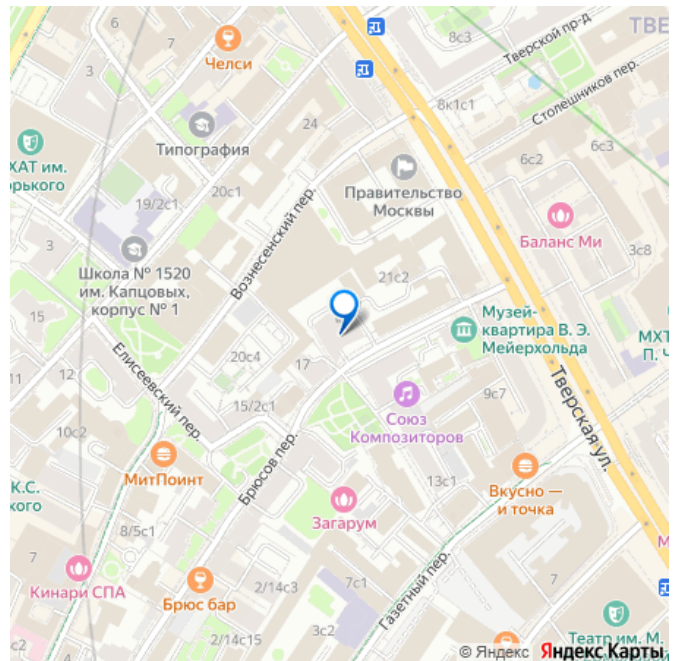 6
3
Челси
8с3
Тверской пр-д
ТВЕ
Столешников пер.
8к1с1
24
Типография
6с3
6с2
МХАТ им.
орького
20с1
19/2с1
Вознесенский пер.
Правительство
Москвы
Баланс Ми
3с8
3
Школа № 1520
им. Капцовых,
корпус № 1
21с2
Музей-
квартира В. Э.
Мейерхольда
МХТ
П. Ч
15
Елисеевский пер.
20с4
17
Тверская ул.
11
15/2с1
Союз
Композиторов
9с7
10с2
Брюсов пер.
МитПоинт
13с1
Вкусно —
и точка
К.С.
кого
Загарум
8/5с1
7
Кинари СПА
2/14с3
7с1
Газетный пер.
7
М
Брюс бар
3с2
2/14с15
с2
Театр им. М.
© Яндекс Яндекс Карты